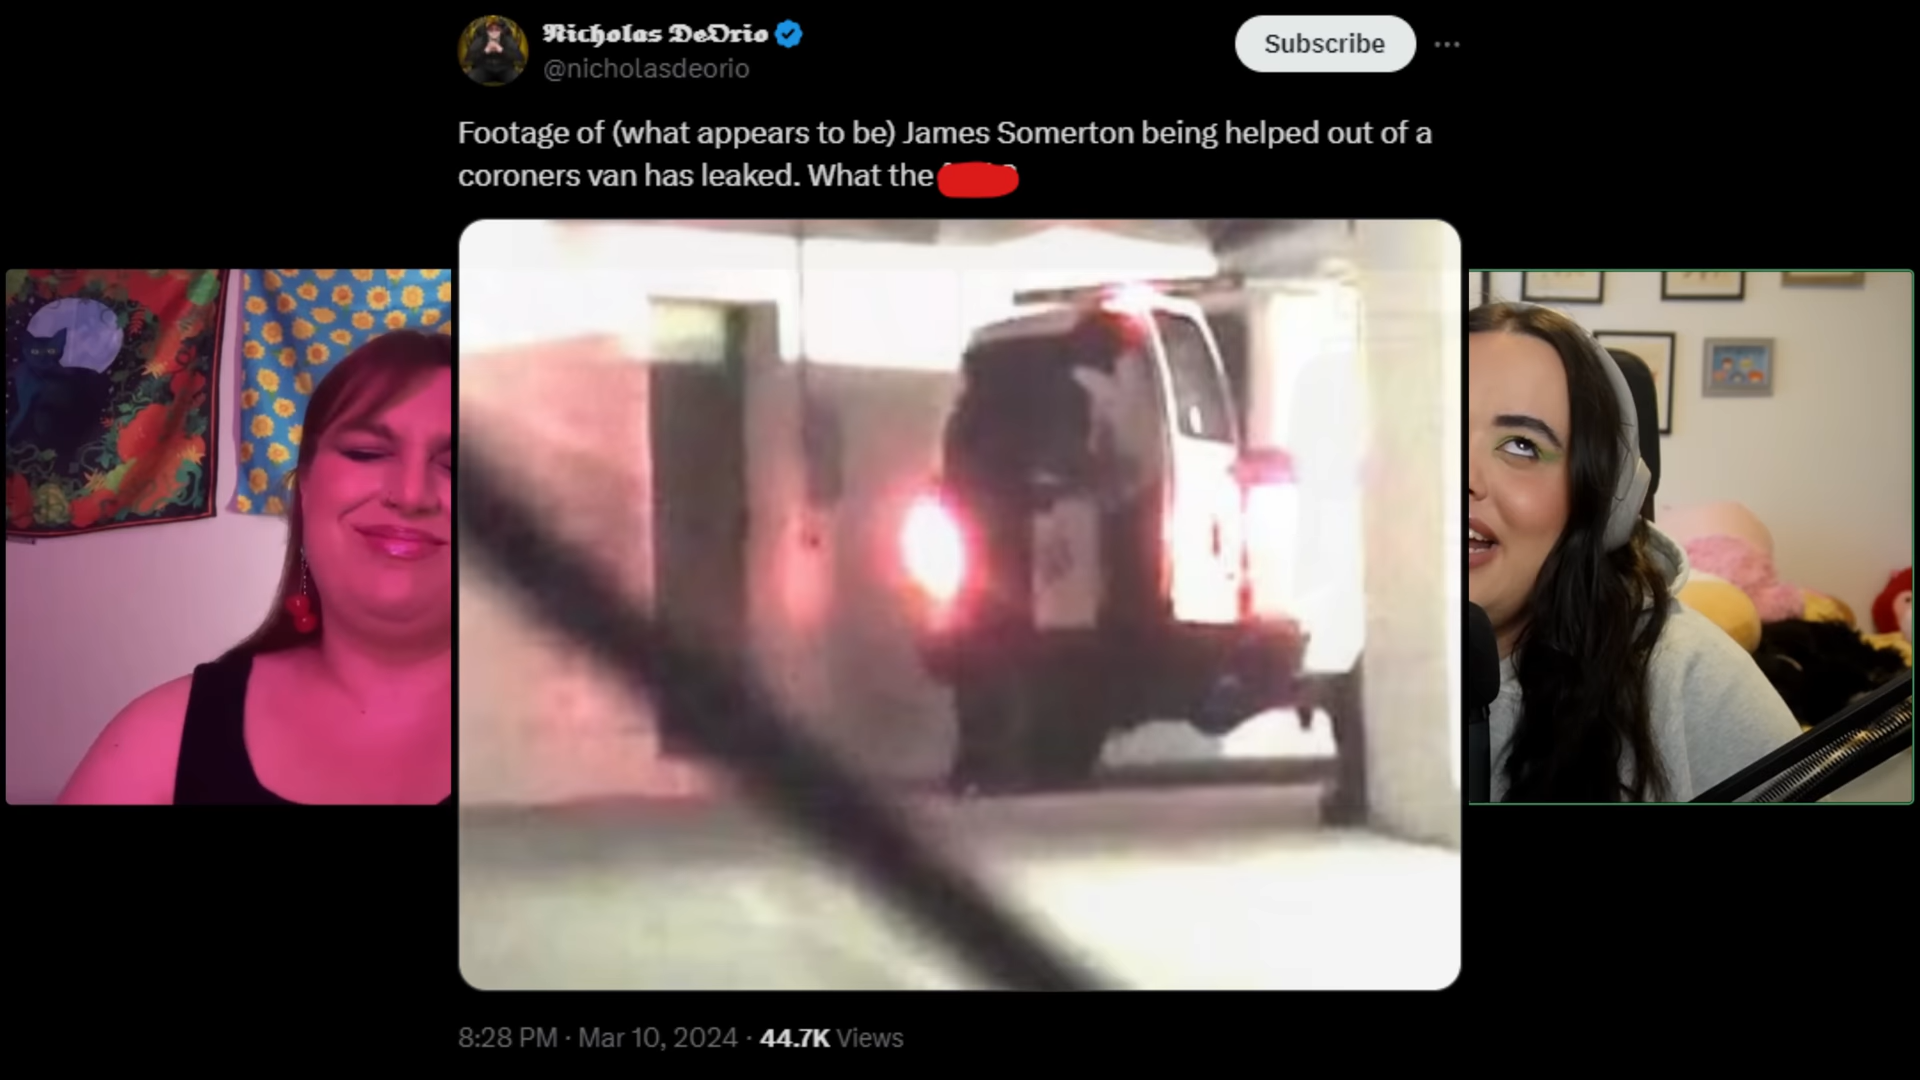 Nicholas DeOrio
@nicholasdeorio
Subscribe
Footage of (what appears to be) James Somerton being helped out of a
coroners van has leaked. What the
8:28 PM · Mar 10, 2024 · 44.7K Views